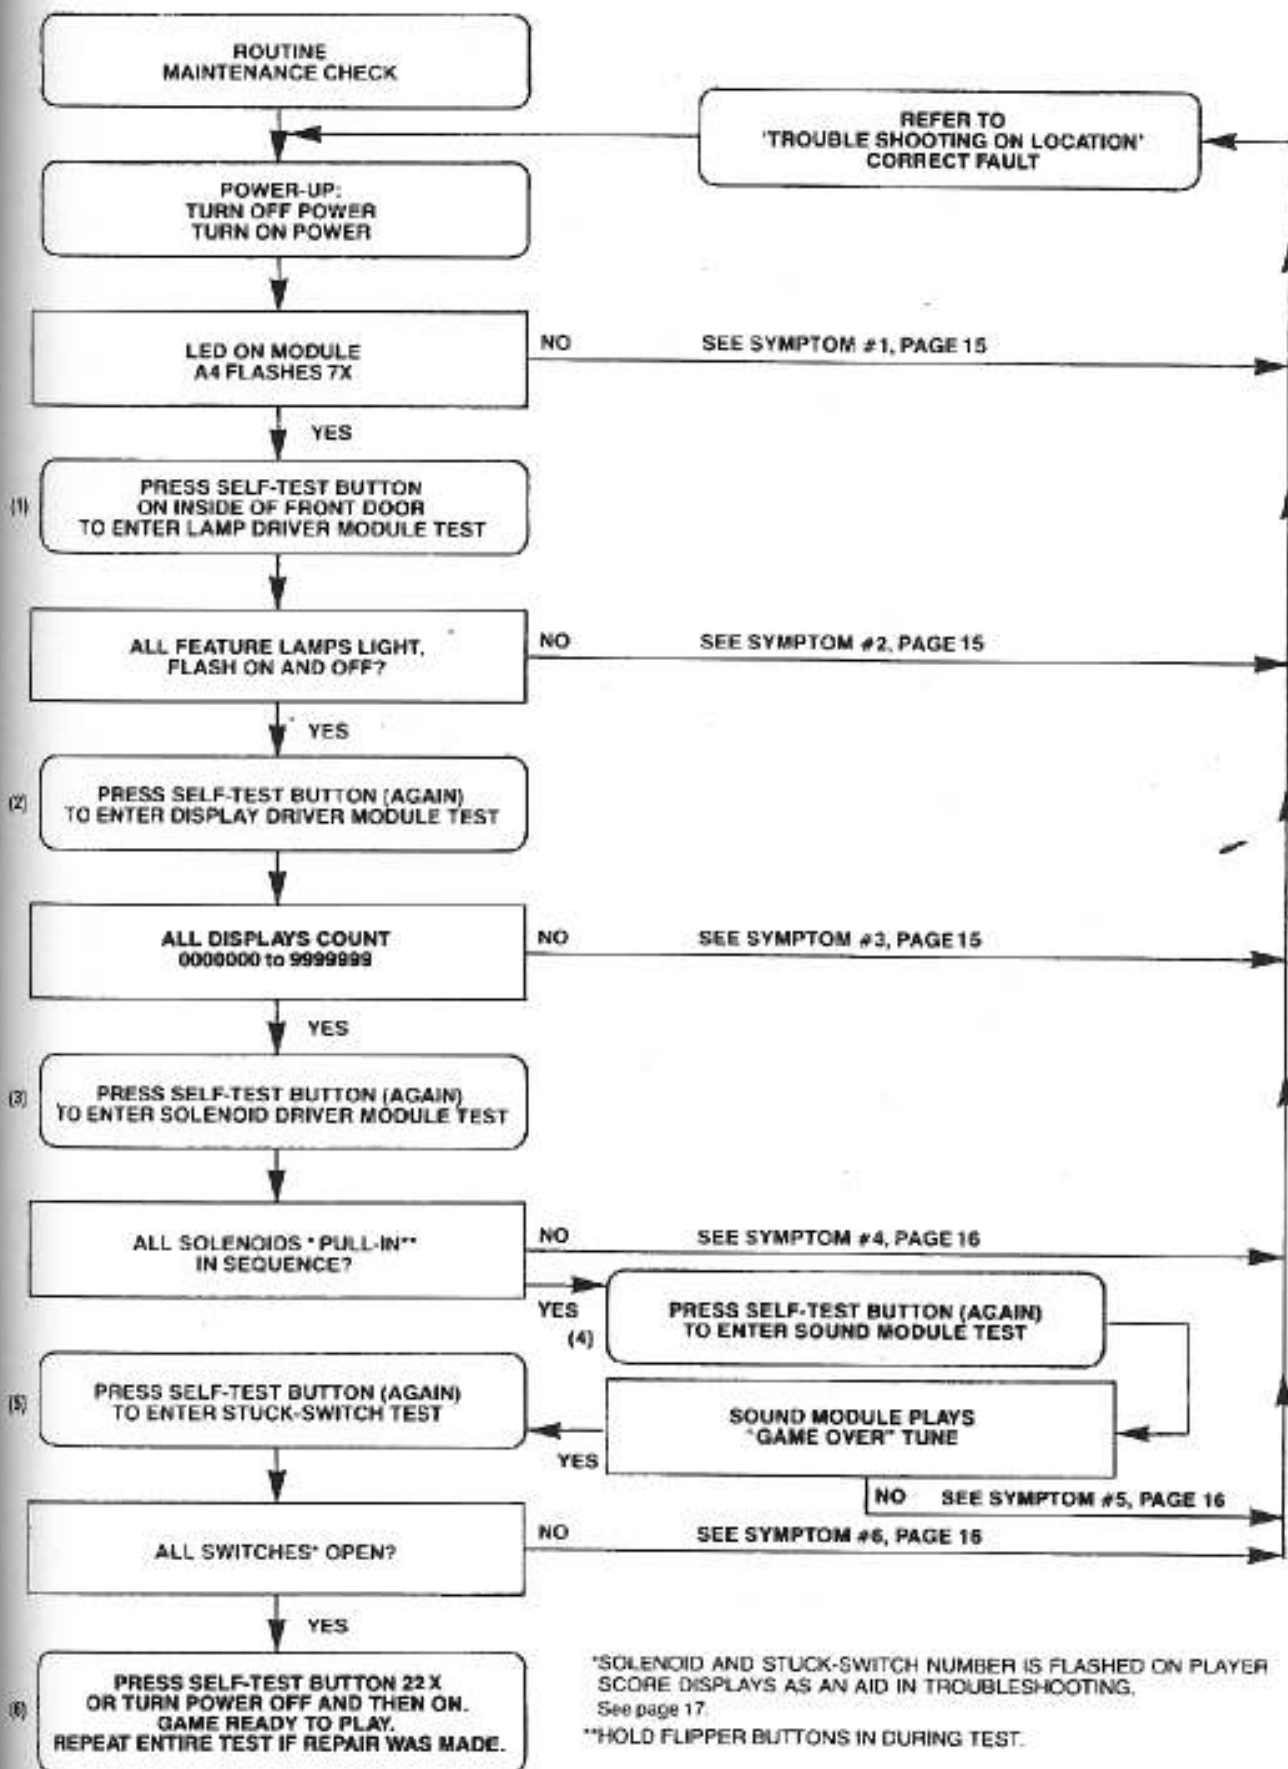 ROUTINE
MAINTENANCE CHECK
REFER TO
'TROUBLE SHOOTING ON LOCATION'
CORRECT FAULT
POWER-UP:
TURN OFF POWER
TURN ON POWER
LED ON MODULE
A4 FLASHES 7X
NO
SEE SYMPTOM #1, PAGE 15
YES
(1)
PRESS SELF-TEST BUTTON
ON INSIDE OF FRONT DOOR
TO ENTER LAMP DRIVER MODULE TEST
ALL FEATURE LAMPS LIGHT,
FLASH ON AND OFF?
NO
SEE SYMPTOM #2, PAGE 15
YES
(2)
PRESS SELF-TEST BUTTON (AGAIN)
TO ENTER DISPLAY DRIVER MODULE TEST
ALL DISPLAYS COUNT
0000000 to 9999999
NO
SEE SYMPTOM #3, PAGE 15
YES
(3)
PRESS SELF-TEST BUTTON (AGAIN)
TO ENTER SOLENOID DRIVER MODULE TEST
ALL SOLENOIDS * PULL-IN**
IN SEQUENCE?
NO
SEE SYMPTOM #4, PAGE 16
YES
(4)
PRESS SELF-TEST BUTTON (AGAIN)
TO ENTER SOUND MODULE TEST
SOUND MODULE PLAYS
"GAME OVER" TUNE
YES
NO
SEE SYMPTOM #5, PAGE 16
(5)
PRESS SELF-TEST BUTTON (AGAIN)
TO ENTER STUCK-SWITCH TEST
ALL SWITCHES* OPEN?
NO
SEE SYMPTOM #6, PAGE 16
YES
(6)
PRESS SELF-TEST BUTTON 22 X
OR TURN POWER OFF AND THEN ON.
GAME READY TO PLAY.
REPEAT ENTIRE TEST IF REPAIR WAS MADE.
*SOLENOID AND STUCK-SWITCH NUMBER IS FLASHED ON PLAYER
SCORE DISPLAYS AS AN AID IN TROUBLESHOOTING.
See page 17.
**HOLD FLIPPER BUTTONS IN DURING TEST.